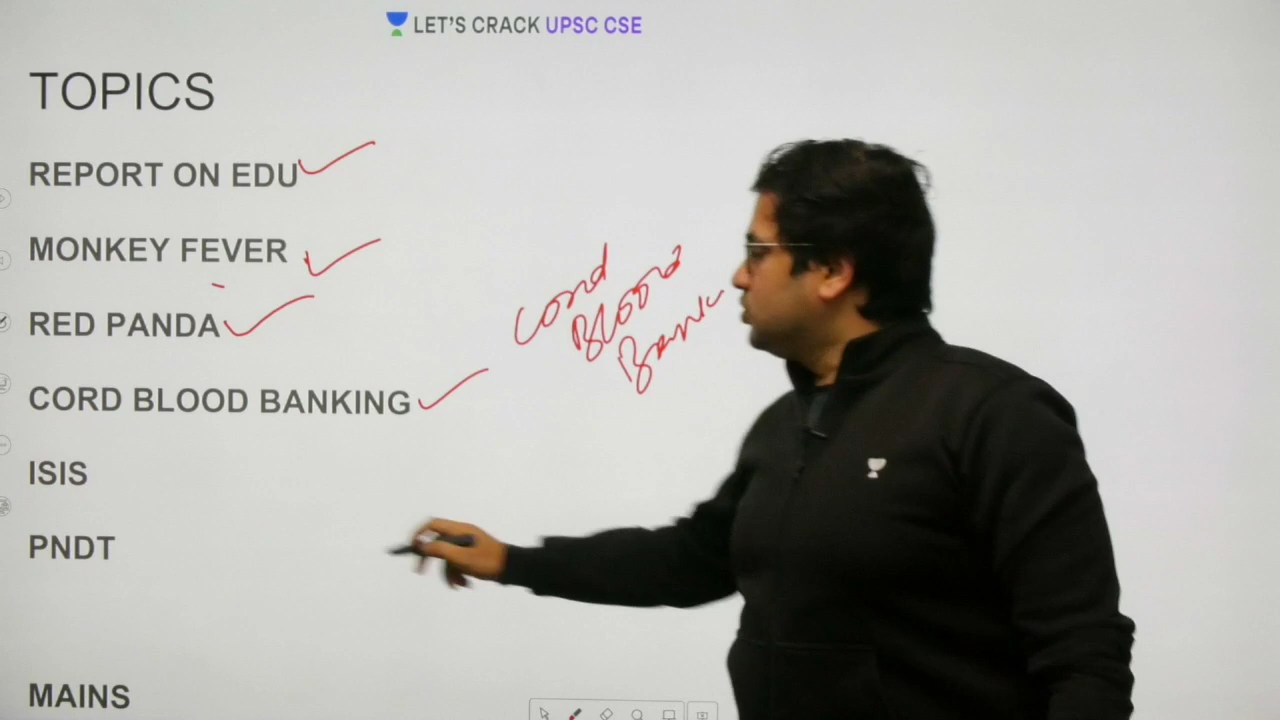 LET'S CRACK UPSC CSE
TOPICS
REPORT ON EDU
MONKEY FEVER
RED PANDA
CORD BLOOD BANKING
Cord
Blood
Bank
ISIS
PNDT
MAINS